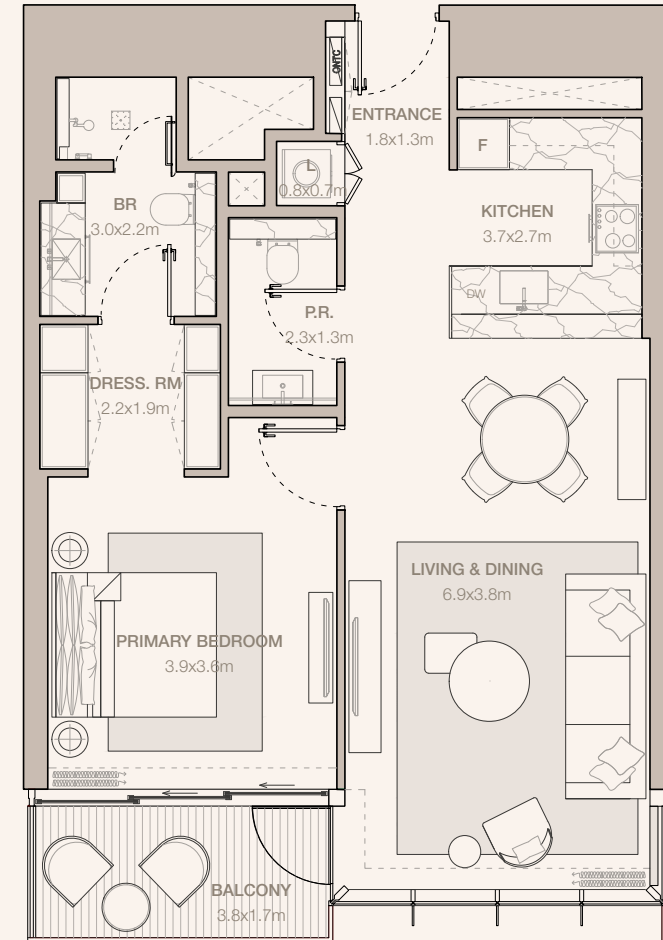 ONTC
ENTRANCE
1.8x1.3m
F
L
0.8x0.7m
BR
3.0x2.2m
KITCHEN
3.7x2.7m
DW
P.R.
2.3x1.3m
DRESS. RM
2.2x1.9m
LIVING & DINING
6.9x3.8m
PRIMARY BEDROOM
3.9x3.6m
BALCONY
3.8x1.7m